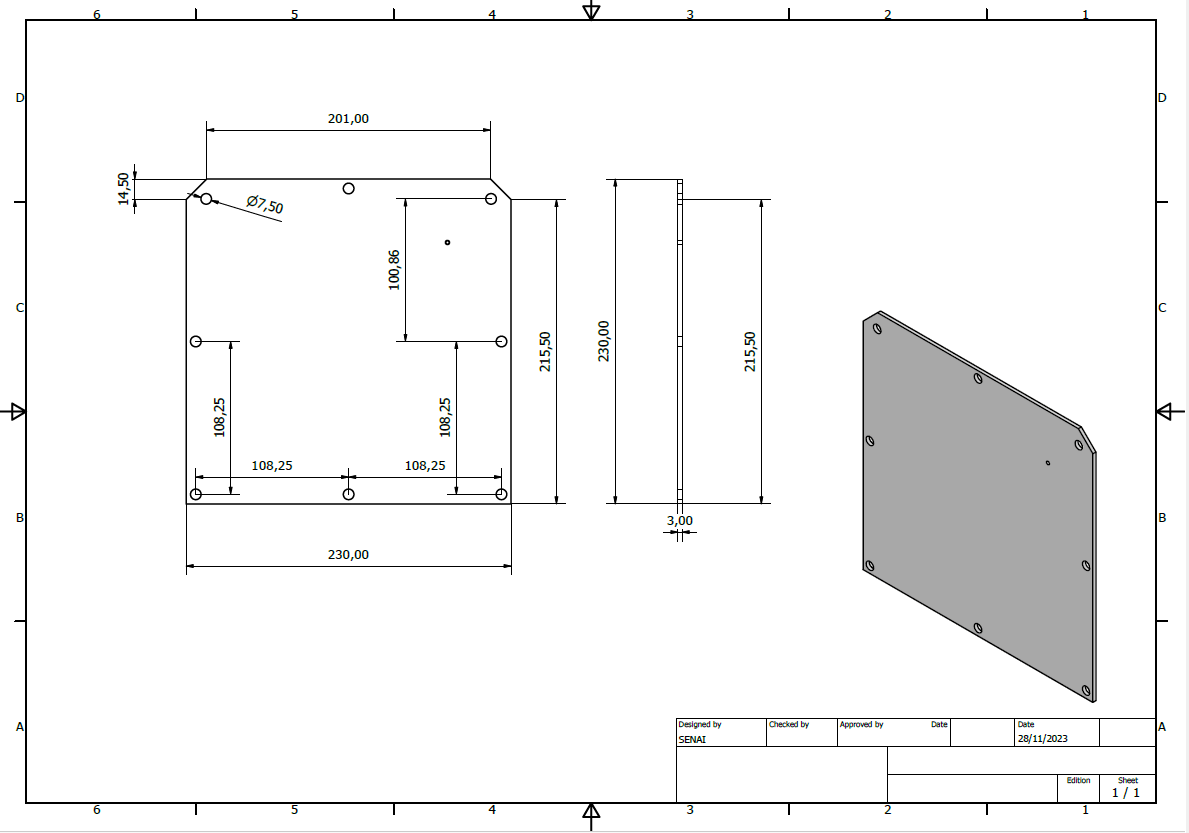 6 5 4 3 2 1
D D
201,00
14,50
Ø7,50
100,86
C C
215,50
230,00
215,50
108,25
108,25
108,25 108,25
B B
3,00
230,00
A A
Designed by Checked by Approved by Date Date
SENAI 28/11/2023
Edition Sheet
1 / 1
6 5 4 3 2 1